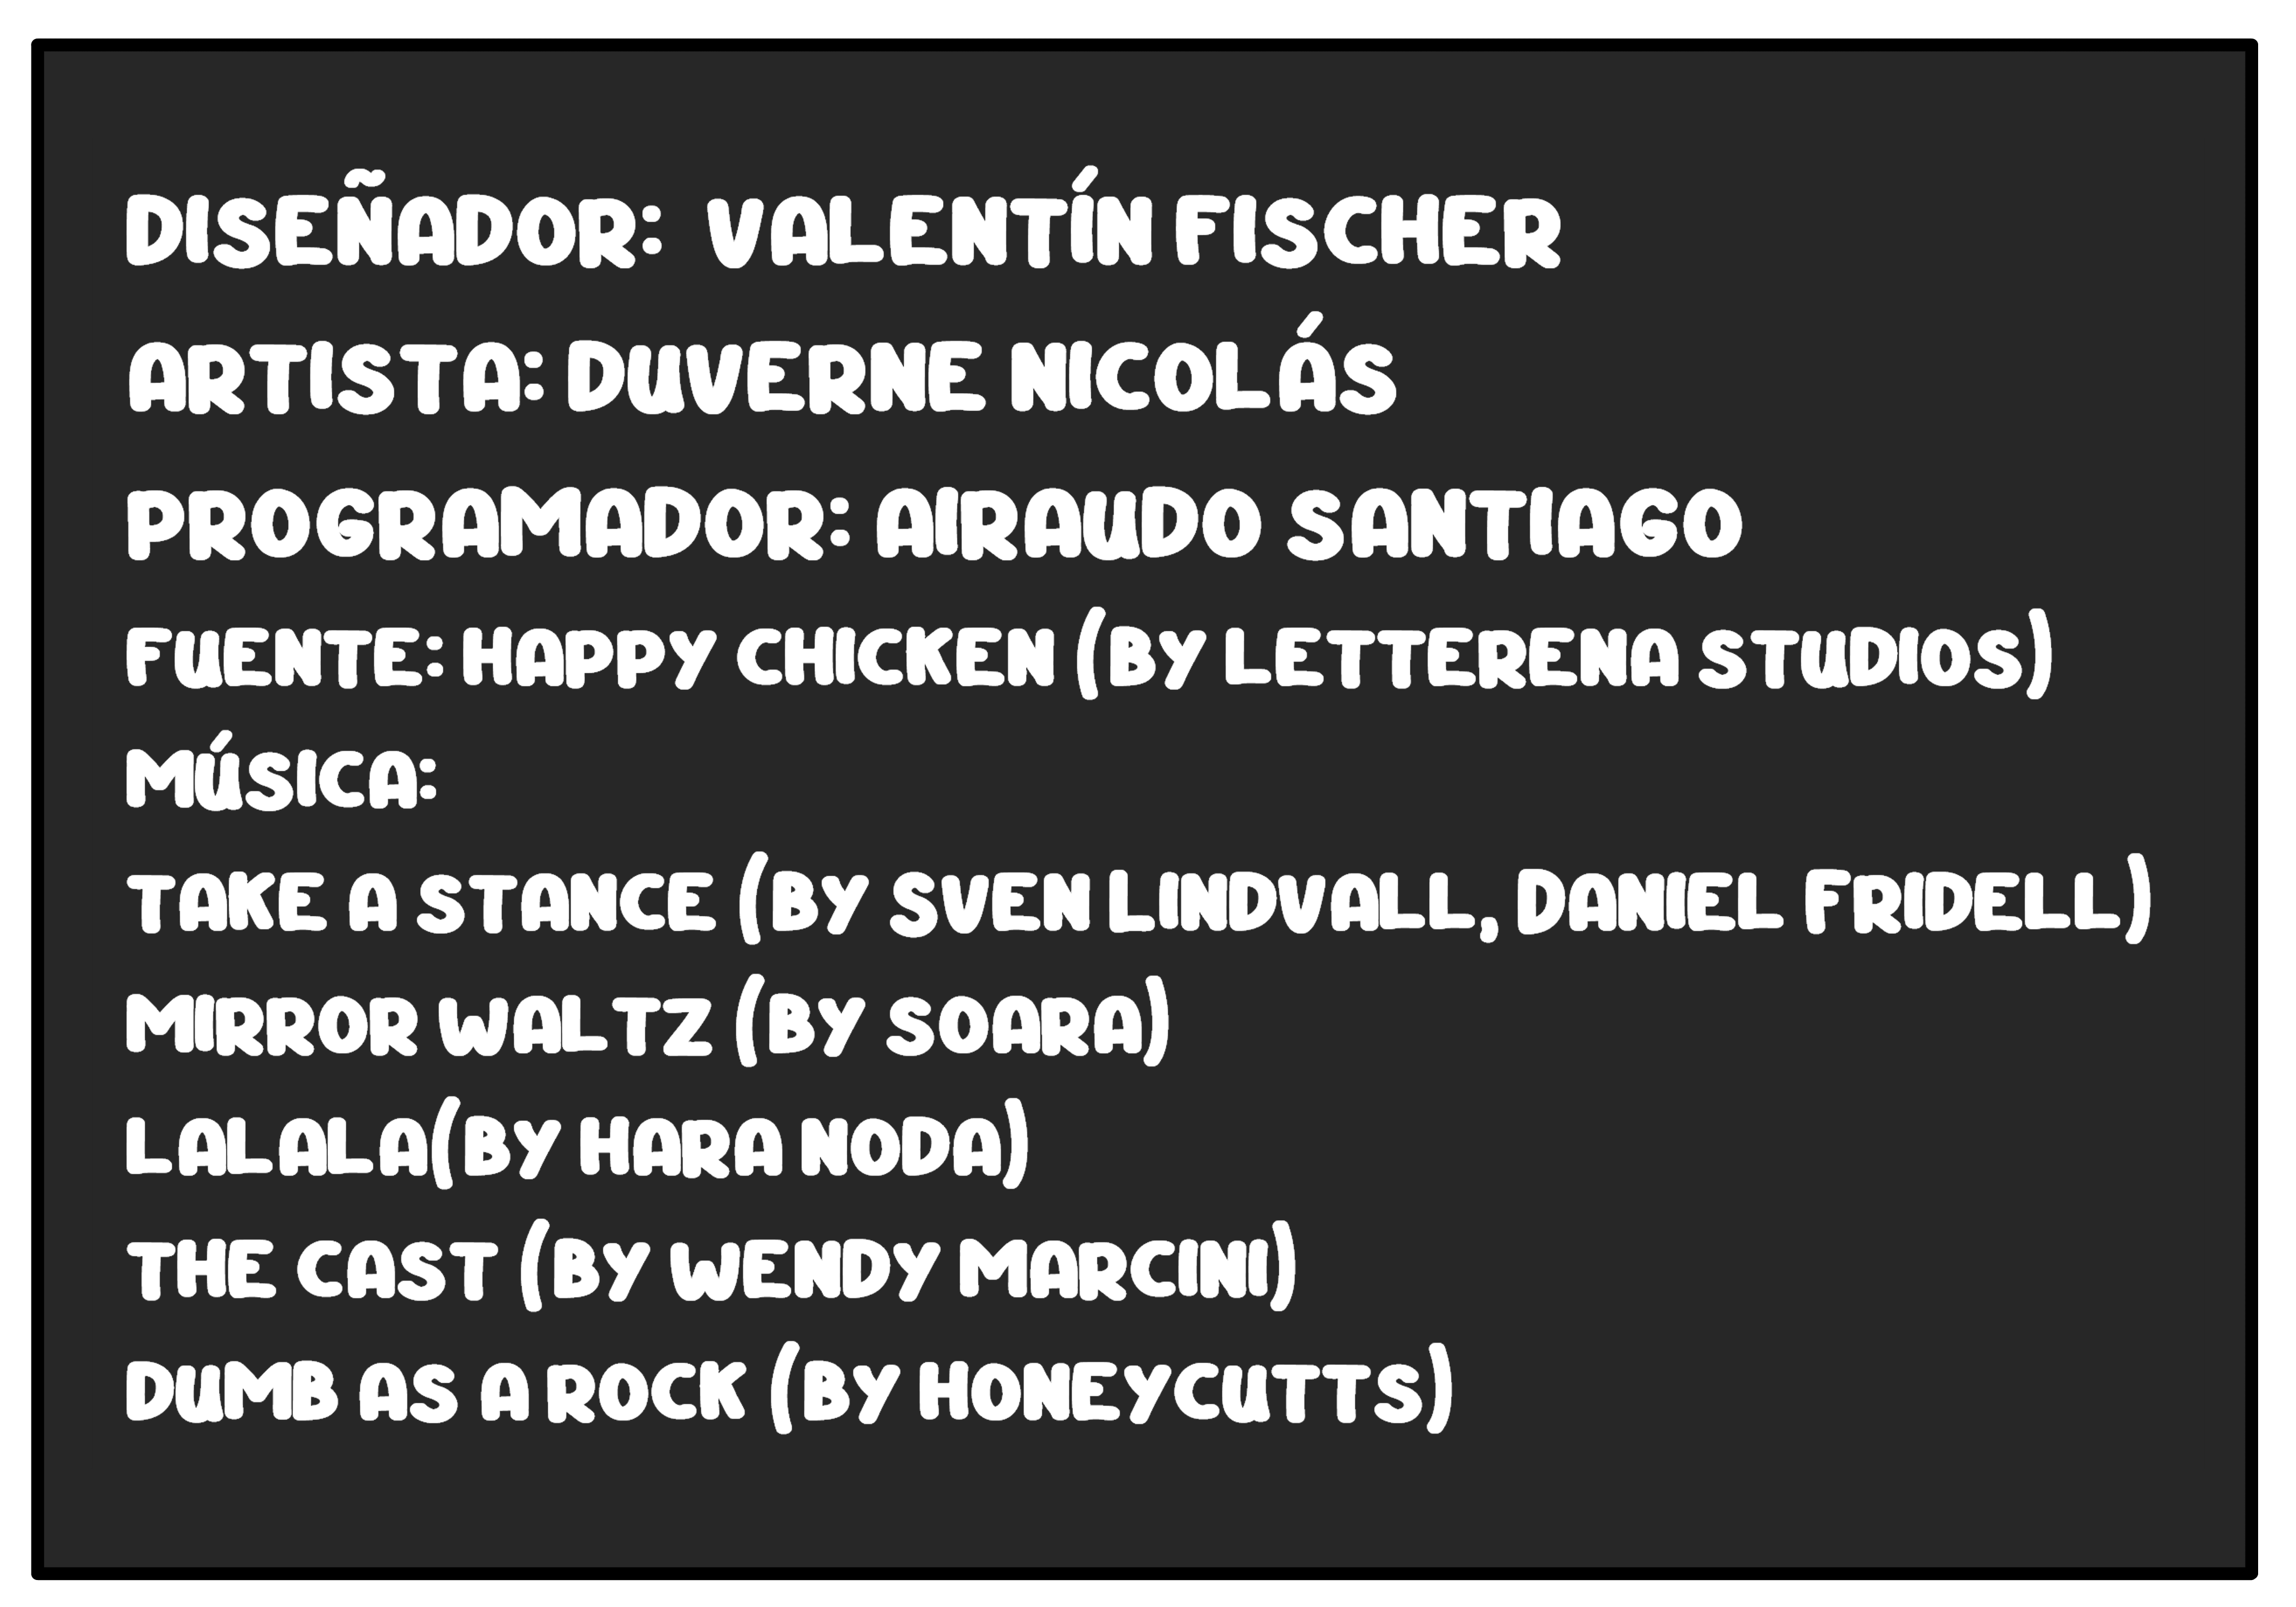 DISEÑADOR: VALENTÍN FISCHER
ARTISTA: DUVERNE NICOLÁS
PROGRAMADOR: AIRAUDO SANTIAGO
FUENTE: HAPPY CHICKEN (BY LETTERENA STUDIOS)
MÚSICA:
TAKE A STANCE (BY SVEN LINDVALL, DANIEL FRIDELL)
MIRROR WALTZ (BY SOARA)
LALALA(BY HARA NODA)
THE CAST (BY WENDY MARCINI)
DUMB AS A ROCK (BY HONEYCUTTS)